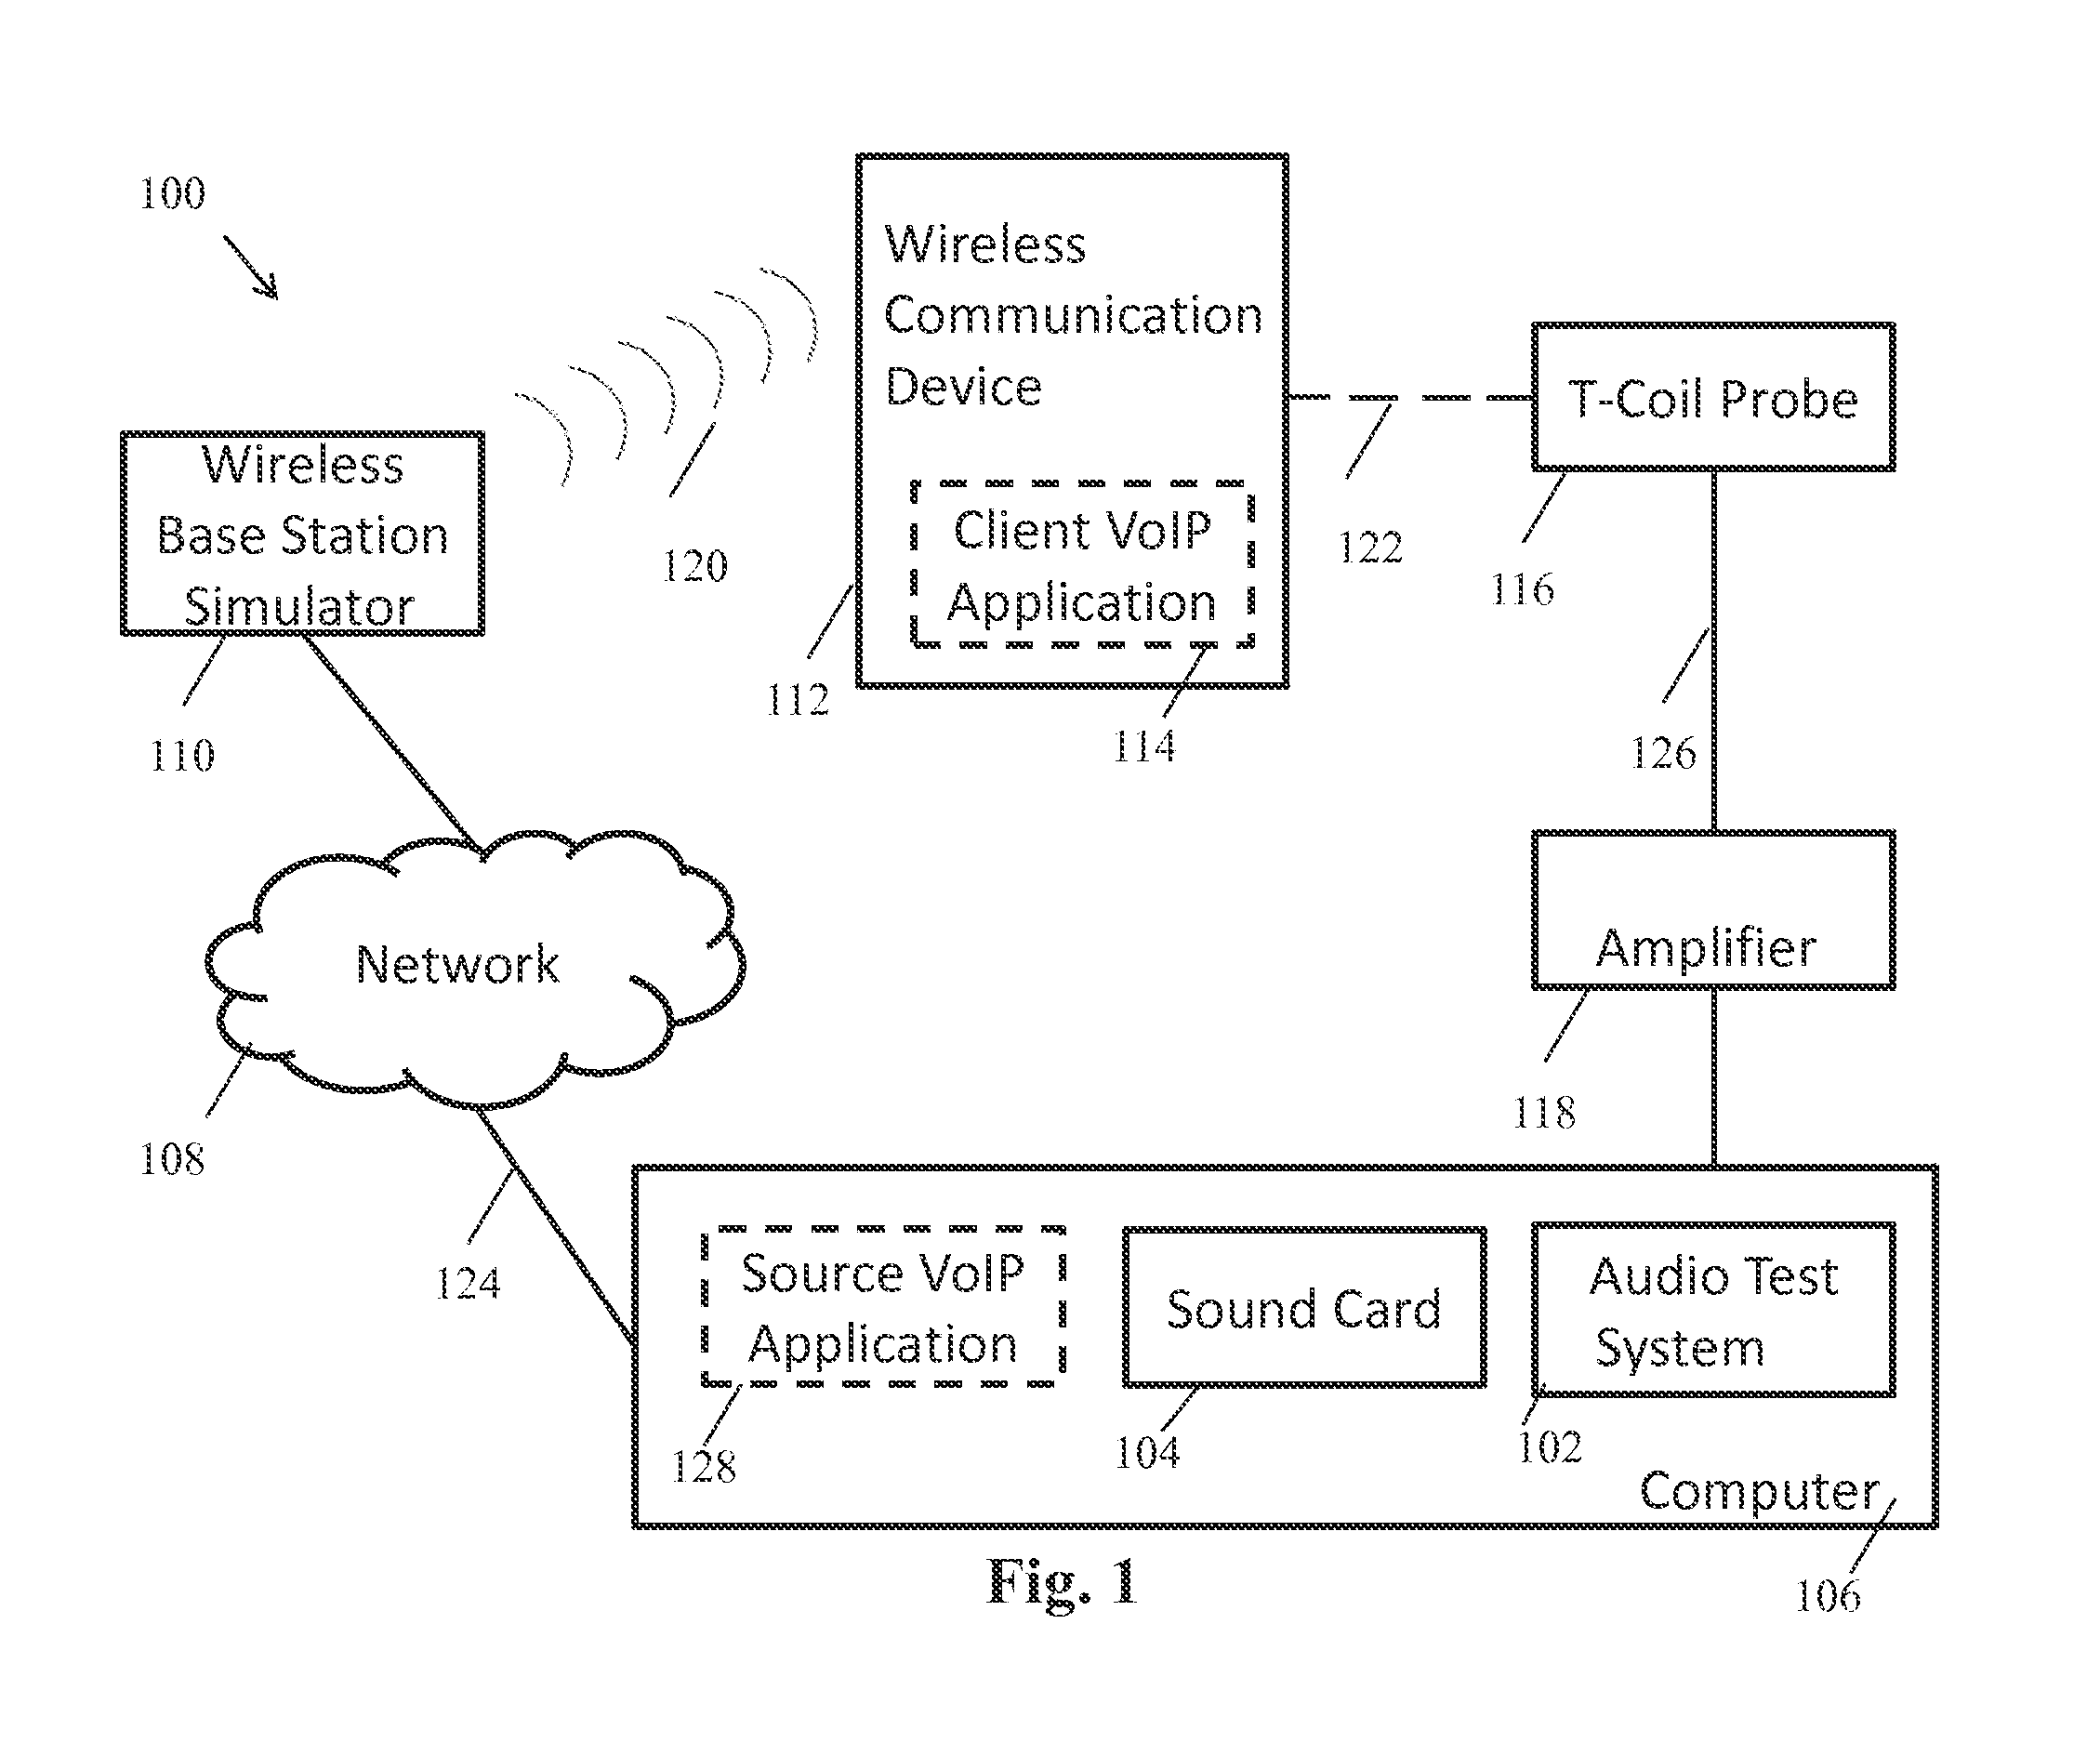 100
Wireless
Communication
Device
T-Coil Probe
Wireless
Base Station
Simulator
Client VoIP
Application
120
122
116
112
110
114
126
Network
Amplifier
118
108
124
Source VoIP
Application
Sound Card
Audio Test
System
128
104
102
Computer
Fig. 1
106